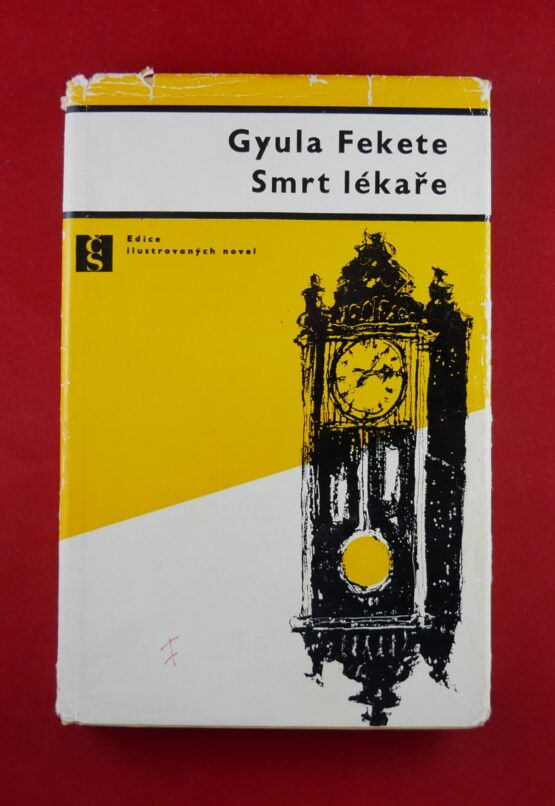 Gyula Fekete
Smrt lékaře
ČS
Edice
ilustrovaných novel